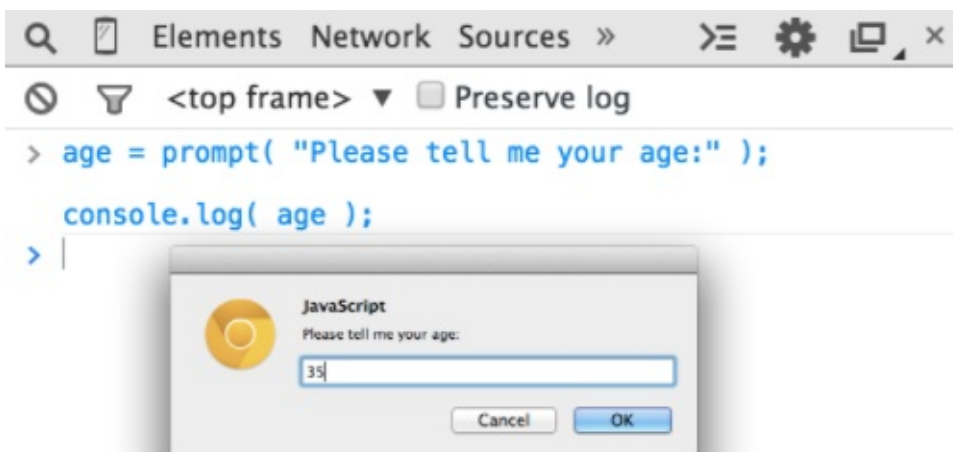 Elements Network Sources »
<top frame> ▼ Preserve log
> age = prompt( "Please tell me your age:" );
console.log( age );
>
JavaScript
Please tell me your age:
35
Cancel OK